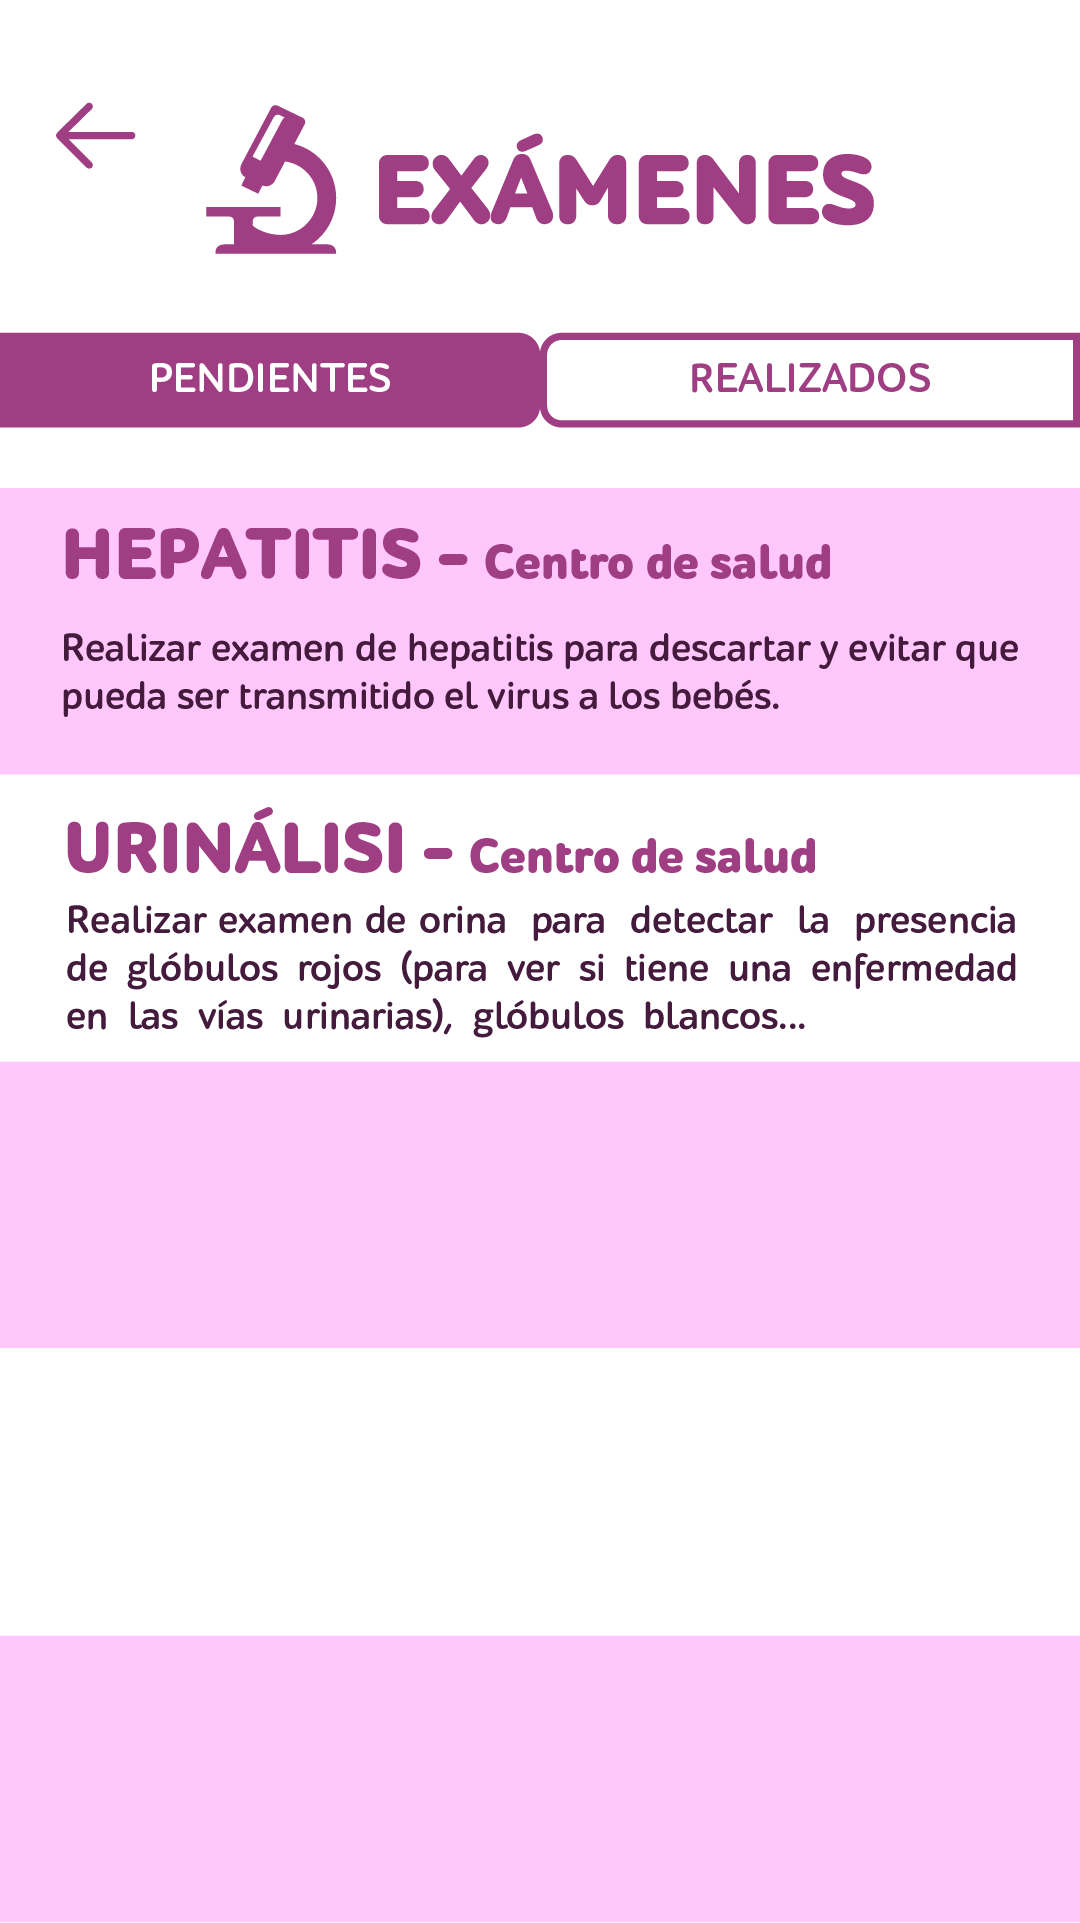 EXÁMENES
PENDIENTES
REALIZADOS
HEPATITIS - Centro de salud
Realizar examen de hepatitis para descartar y evitar que
pueda ser transmitido el virus a los bebés.
URINÁLISI - Centro de salud
Realizar examen de orina para detectar la presencia
de glóbulos rojos (para ver si tiene una enfermedad
en las vías urinarias), glóbulos blancos...